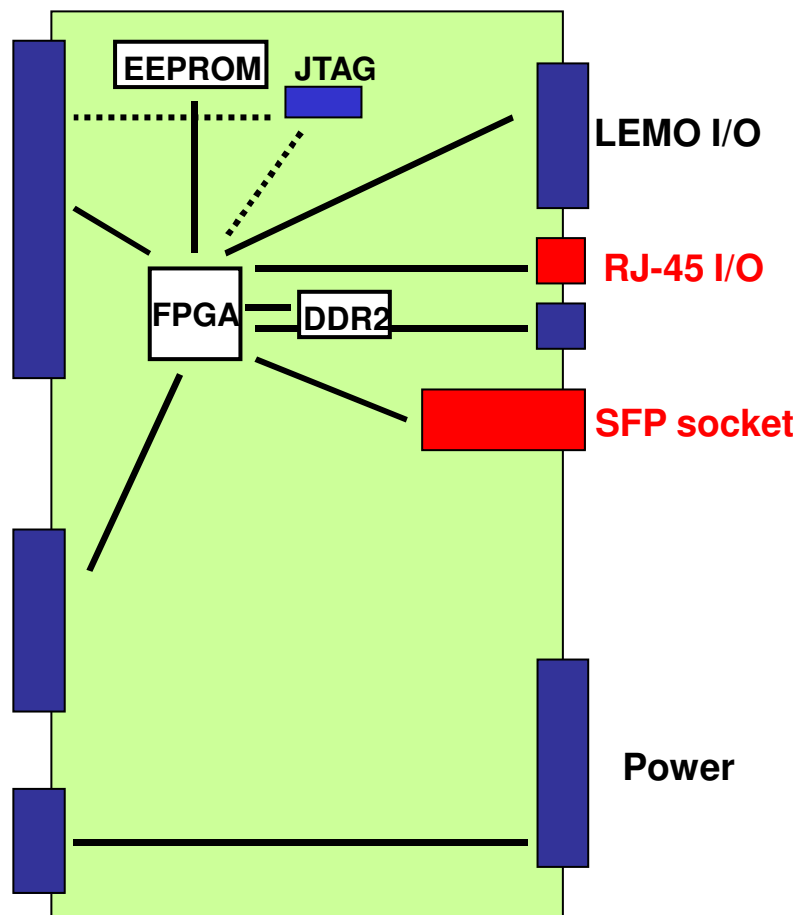 EEPROM
JTAG
LEMO I/O
RJ-45 I/O
FPGA
DDR2
SFP socket
Power